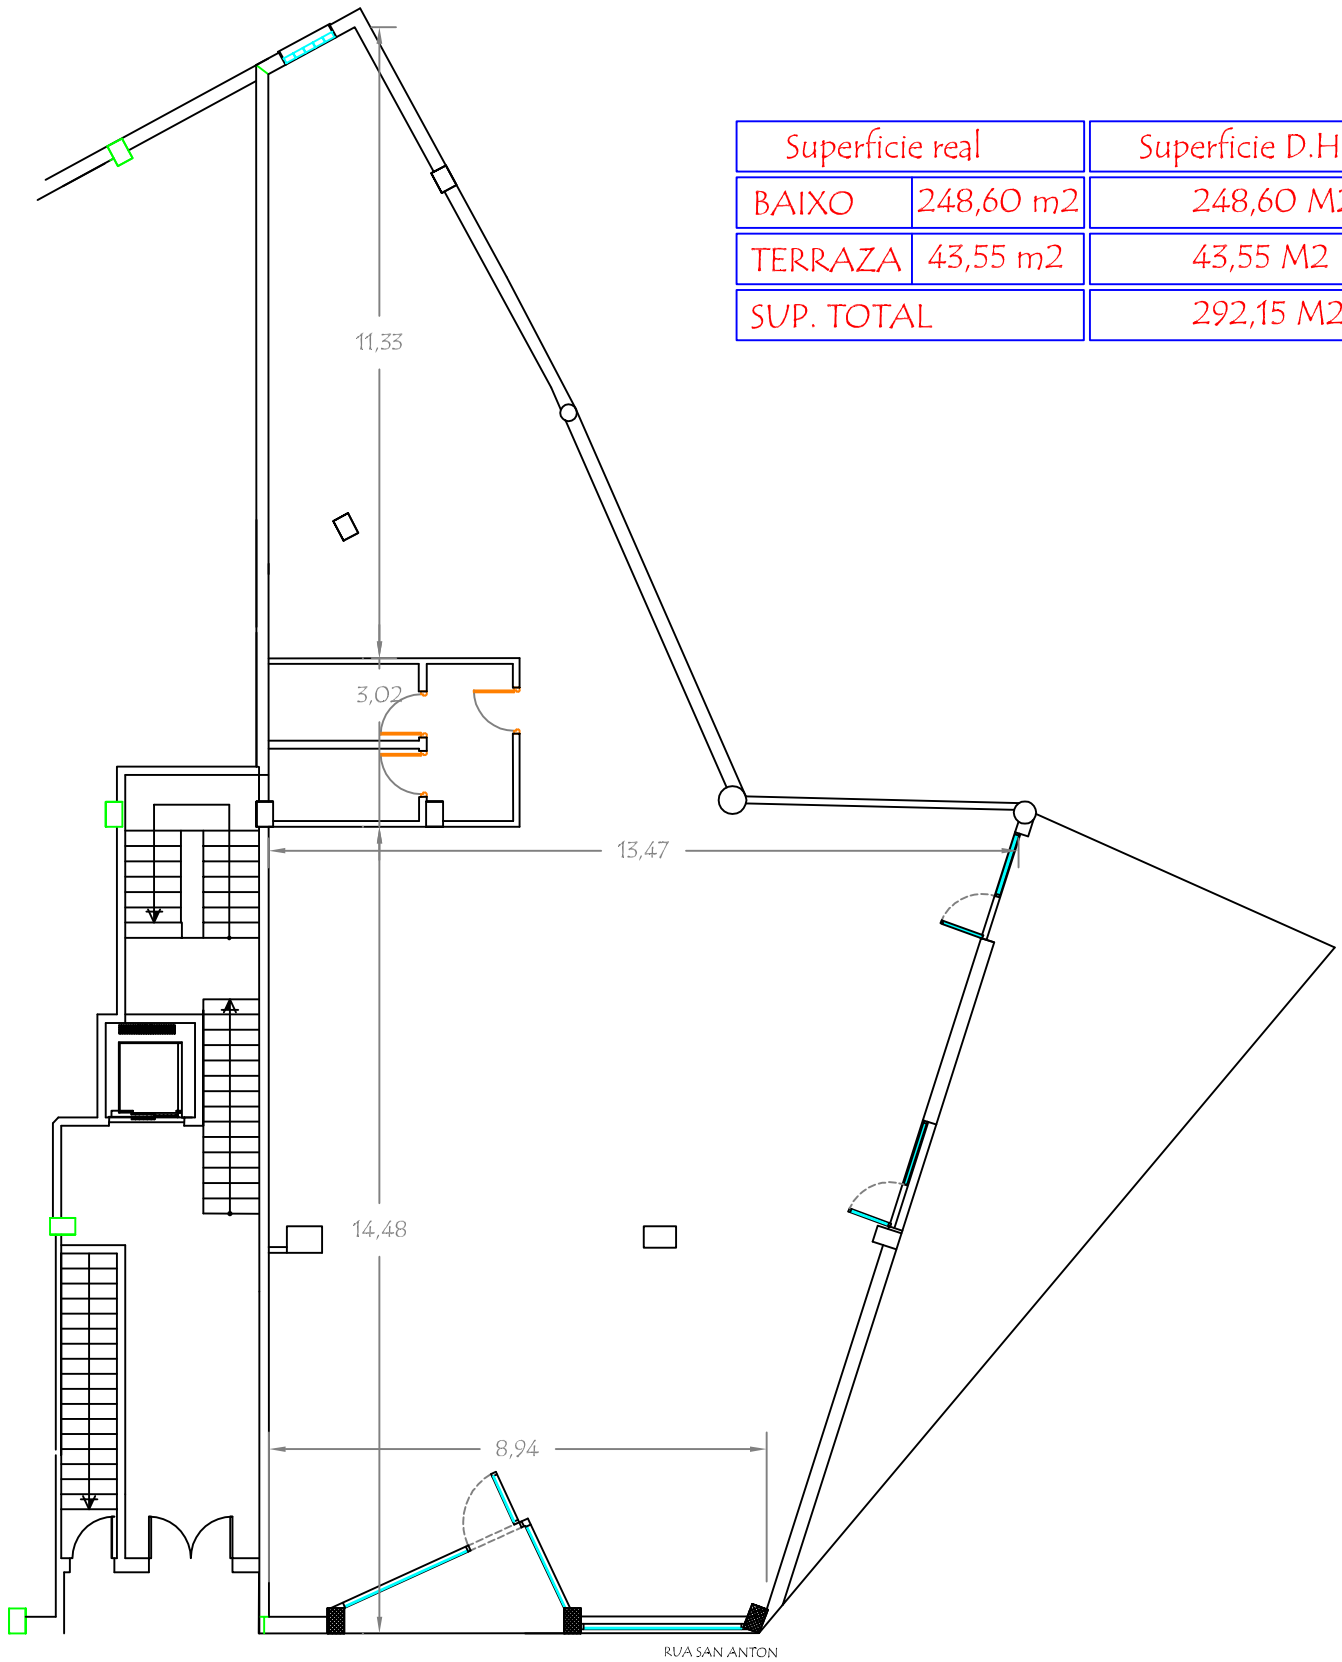 Superficie real Superficie D.H
BAIXO 248,60 m2 248,60 M2
TERRAZA 43,55 m2 43,55 M2
SUP. TOTAL 292,15 M2
11,33
3,02
13,47
14,48
8,94
RUA SAN ANTON